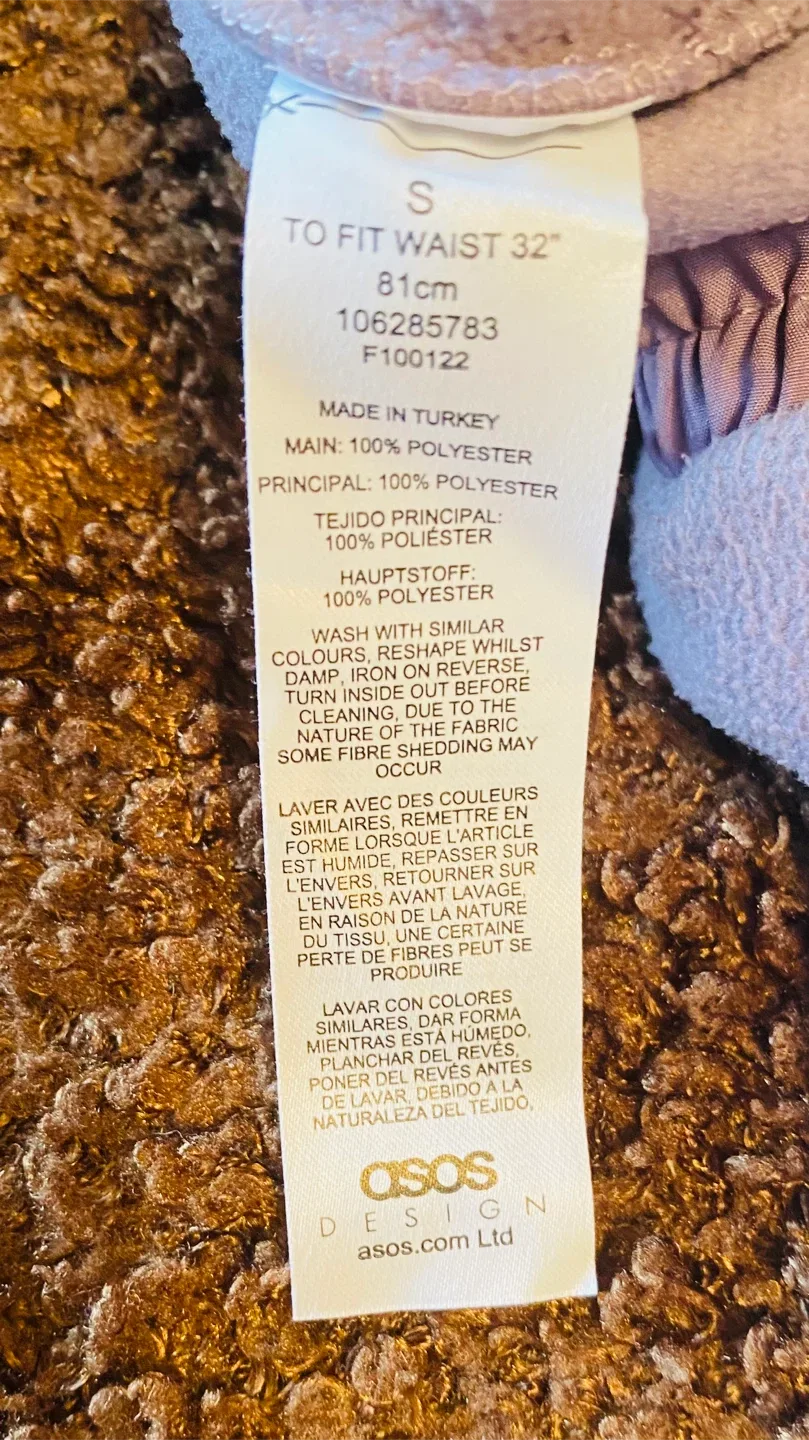 S
TO FIT WAIST 32"
81cm
106285783
F100122
MADE IN TURKEY
MAIN: 100% POLYESTER
PRINCIPAL: 100% POLYESTER
TEJIDO PRINCIPAL:
100% POLIÉSTER
HAUPTSTOFF:
100% POLYESTER
WASH WITH SIMILAR
COLOURS, RESHAPE WHILST
DAMP, IRON ON REVERSE,
TURN INSIDE OUT BEFORE
CLEANING, DUE TO THE
NATURE OF THE FABRIC
SOME FIBRE SHEDDING MAY
OCCUR
LAVER AVEC DES COULEURS
SIMILAIRES, REMETTRE EN
FORME LORSQUE L'ARTICLE
EST HUMIDE, REPASSER SUR
L'ENVERS, RETOURNER SUR
L'ENVERS AVANT LAVAGE,
EN RAISON DE LA NATURE
DU TISSU, UNE CERTAINE
PERTE DE FIBRES PEUT SE
PRODUIRE
LAVAR CON COLORES
SIMILARES, DAR FORMA
MIENTRAS ESTÁ HÚMEDO,
PLANCHAR DEL REVÉS,
PONER DEL REVÉS ANTES
DE LAVAR, DEBIDO A LA
NATURALEZA DEL TEJIDO,
asos
DESIGN
asos.com Ltd